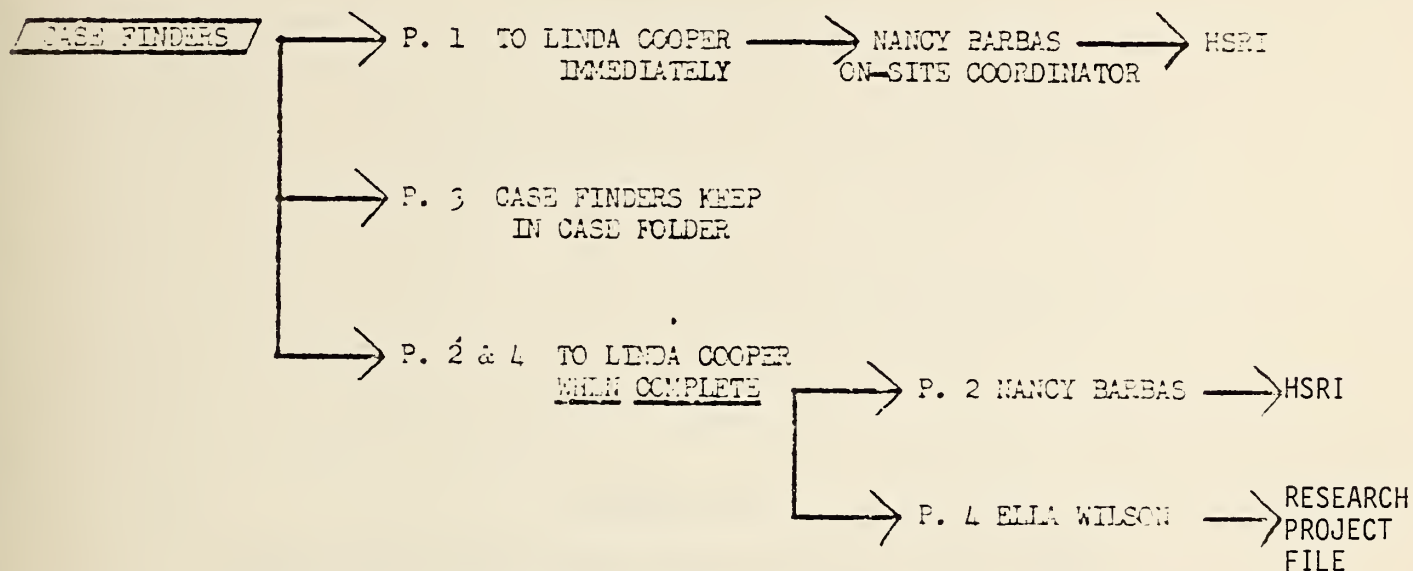 CASE FINDERS
P. 1 TO LINDA COOPER
IMMEDIATELY
NANCY BARBAS
ON-SITE COORDINATOR
HSRI
P. 3 CASE FINDERS KEEP
IN CASE FOLDER
P. 2 & 4 TO LINDA COOPER
WHEN COMPLETE
P. 2 NANCY BARBAS
HSRI
P. 4 ELLA WILSON
RESEARCH
PROJECT
FILE